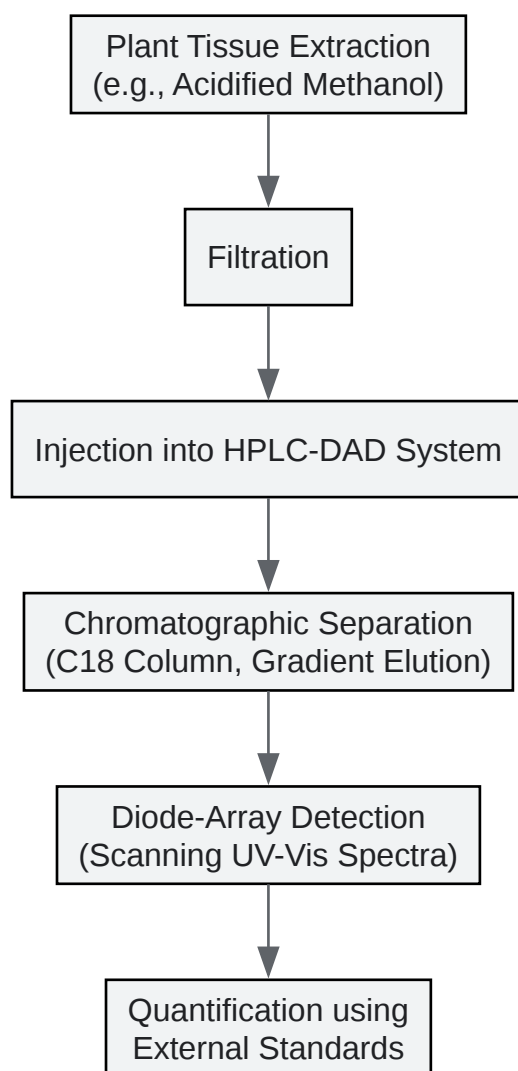 Plant Tissue Extraction
(e.g., Acidified Methanol)
Filtration
Injection into HPLC-DAD System
Chromatographic Separation
(C18 Column, Gradient Elution)
Diode-Array Detection
(Scanning UV-Vis Spectra)
Quantification using
External Standards